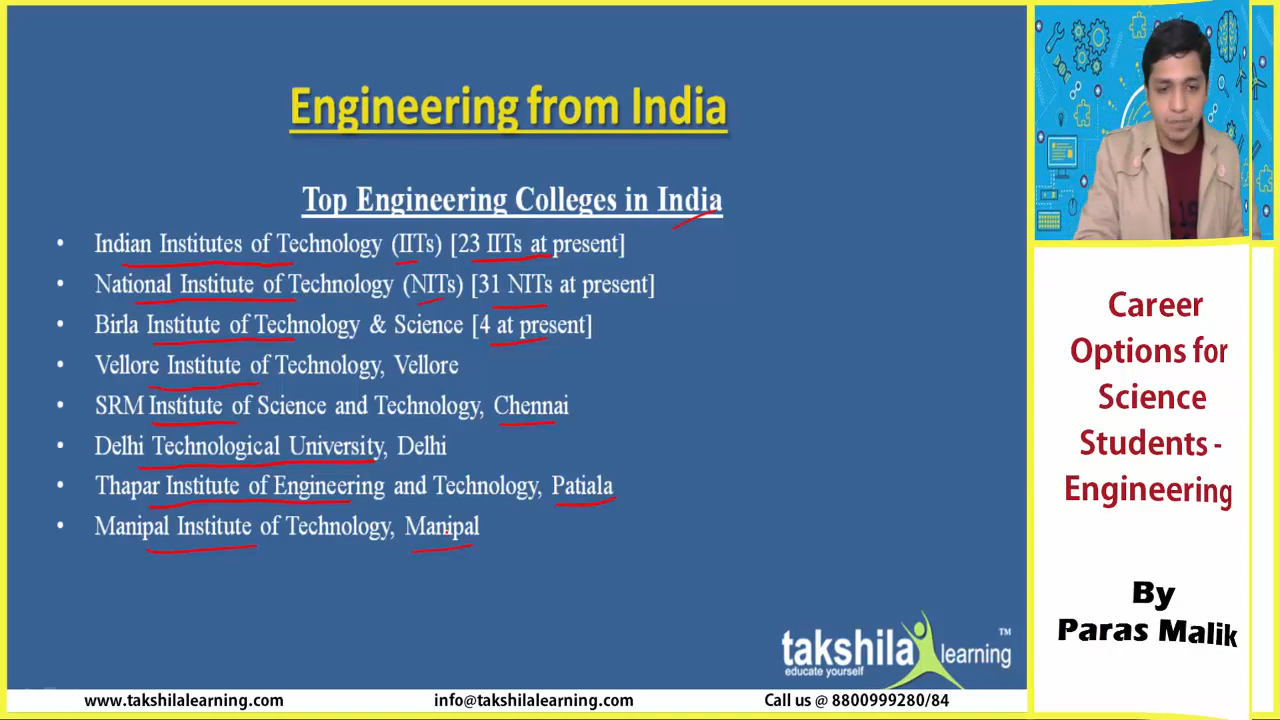 Engineering from India
Top Engineering Colleges in India
• Indian Institutes of Technology (IITs) [23 IITs at present]
• National Institute of Technology (NITs) [31 NITs at present]
• Birla Institute of Technology & Science [4 at present]
• Vellore Institute of Technology, Vellore
• SRM Institute of Science and Technology, Chennai
• Delhi Technological University, Delhi
• Thapar Institute of Engineering and Technology, Patiala
• Manipal Institute of Technology, Manipal
takshila learning ™
educate yourself
www.takshilalearning.com info@takshilalearning.com Call us @ 8800999280/84
Career
Options for
Science
Students -
Engineering
By
Paras Malik